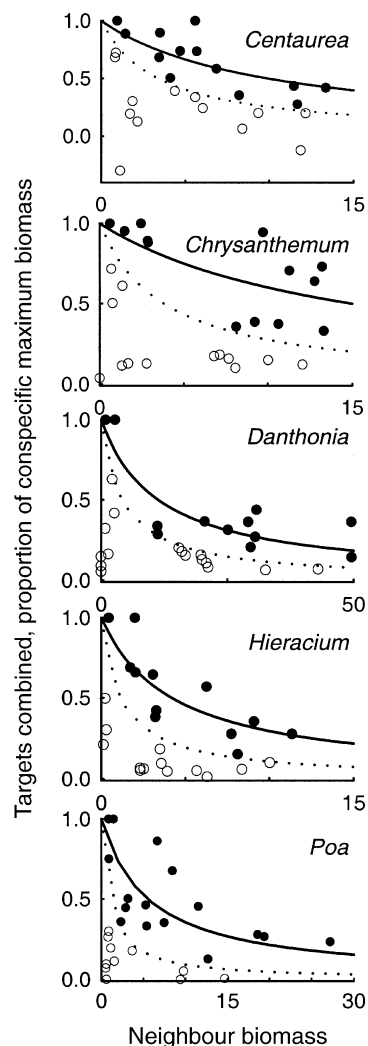 Targets combined, proportion of conspecific maximum biomass
1.0
Centaurea
0.5
0.0
0 15
1.0
Chrysanthemum
0.5
0.0
0 15
1.0
Danthonia
0.5
0.0
0 50
1.0
Hieracium
0.5
0.0
0 15
1.0
Poa
0.5
0.0
0 15 30
Neighbour biomass